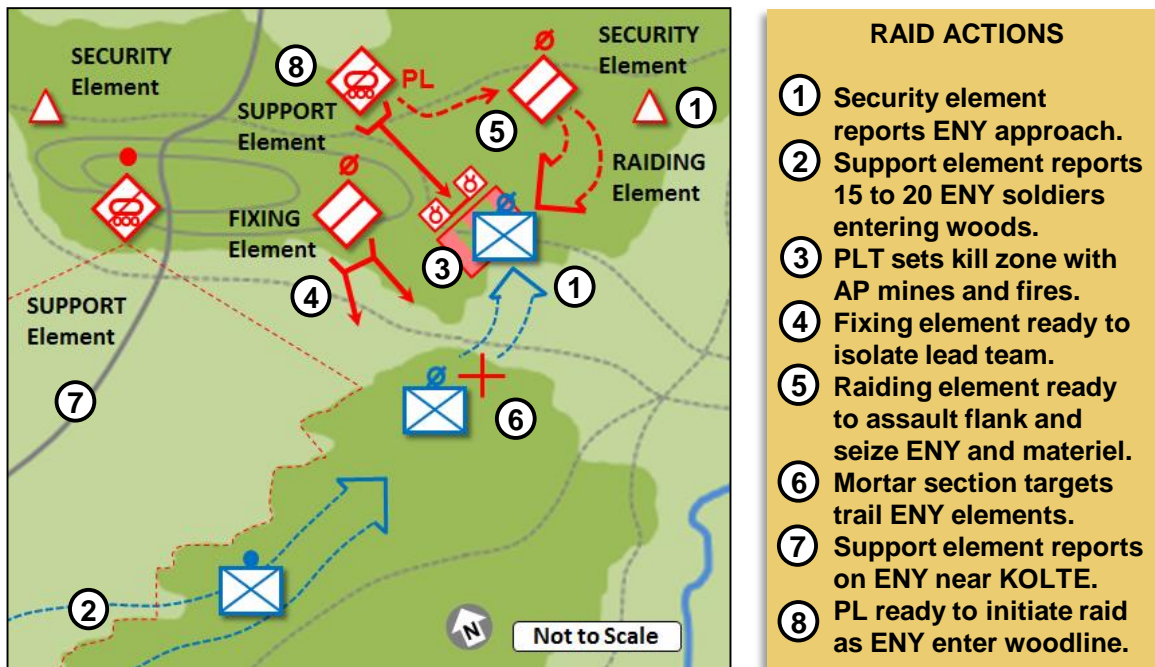 SECURITY
Element
8
PL
SECURITY
Element
1
SUPPORT
Element
5
RAIDING
Element
FIXING
Element
3
4
1
SUPPORT
Element
7
6
2
N
Not to Scale
RAID ACTIONS
1 Security element
reports ENY approach.
2 Support element reports
15 to 20 ENY soldiers
entering woods.
3 PLT sets kill zone with
AP mines and fires.
4 Fixing element ready to
isolate lead team.
5 Raiding element ready
to assault flank and
seize ENY and materiel.
6 Mortar section targets
trail ENY elements.
7 Support element reports
on ENY near KOLTE.
8 PL ready to initiate raid
as ENY enter woodline.